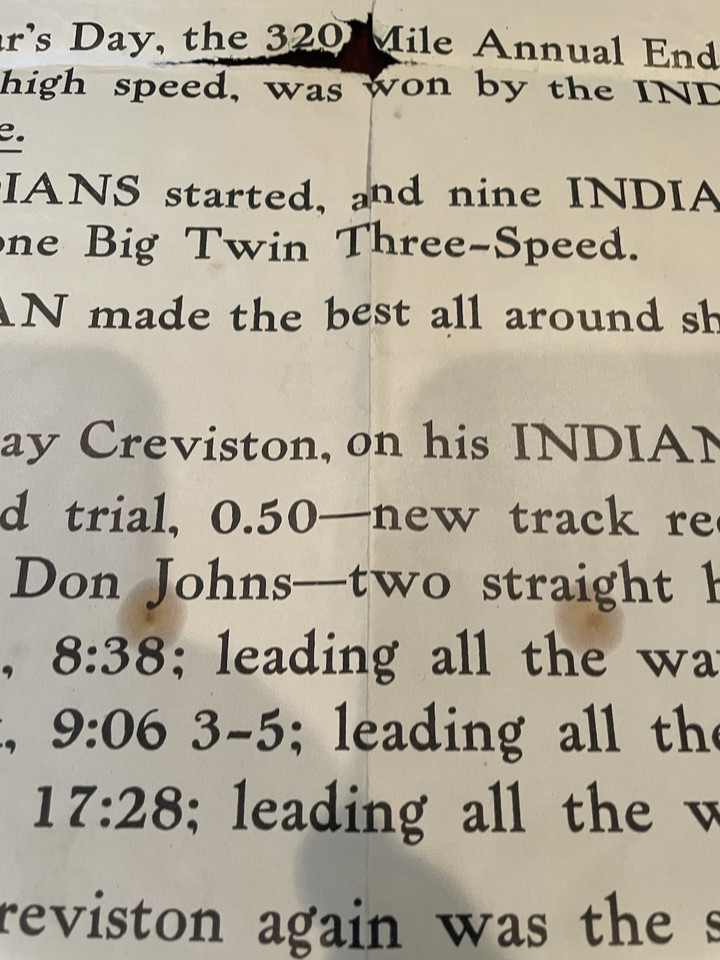 r's Day, the 320 Mile Annual End
high speed, was won by the IND
e.
IANS started, and nine INDIA
one Big Twin Three-Speed.
AN made the best all around sh
ay Creviston, on his INDIAN
d trial, 0.50—new track rec
Don Johns—two straight h
, 8:38; leading all the wa
, 9:06 3-5; leading all the
17:28; leading all the w
reviston again was the s